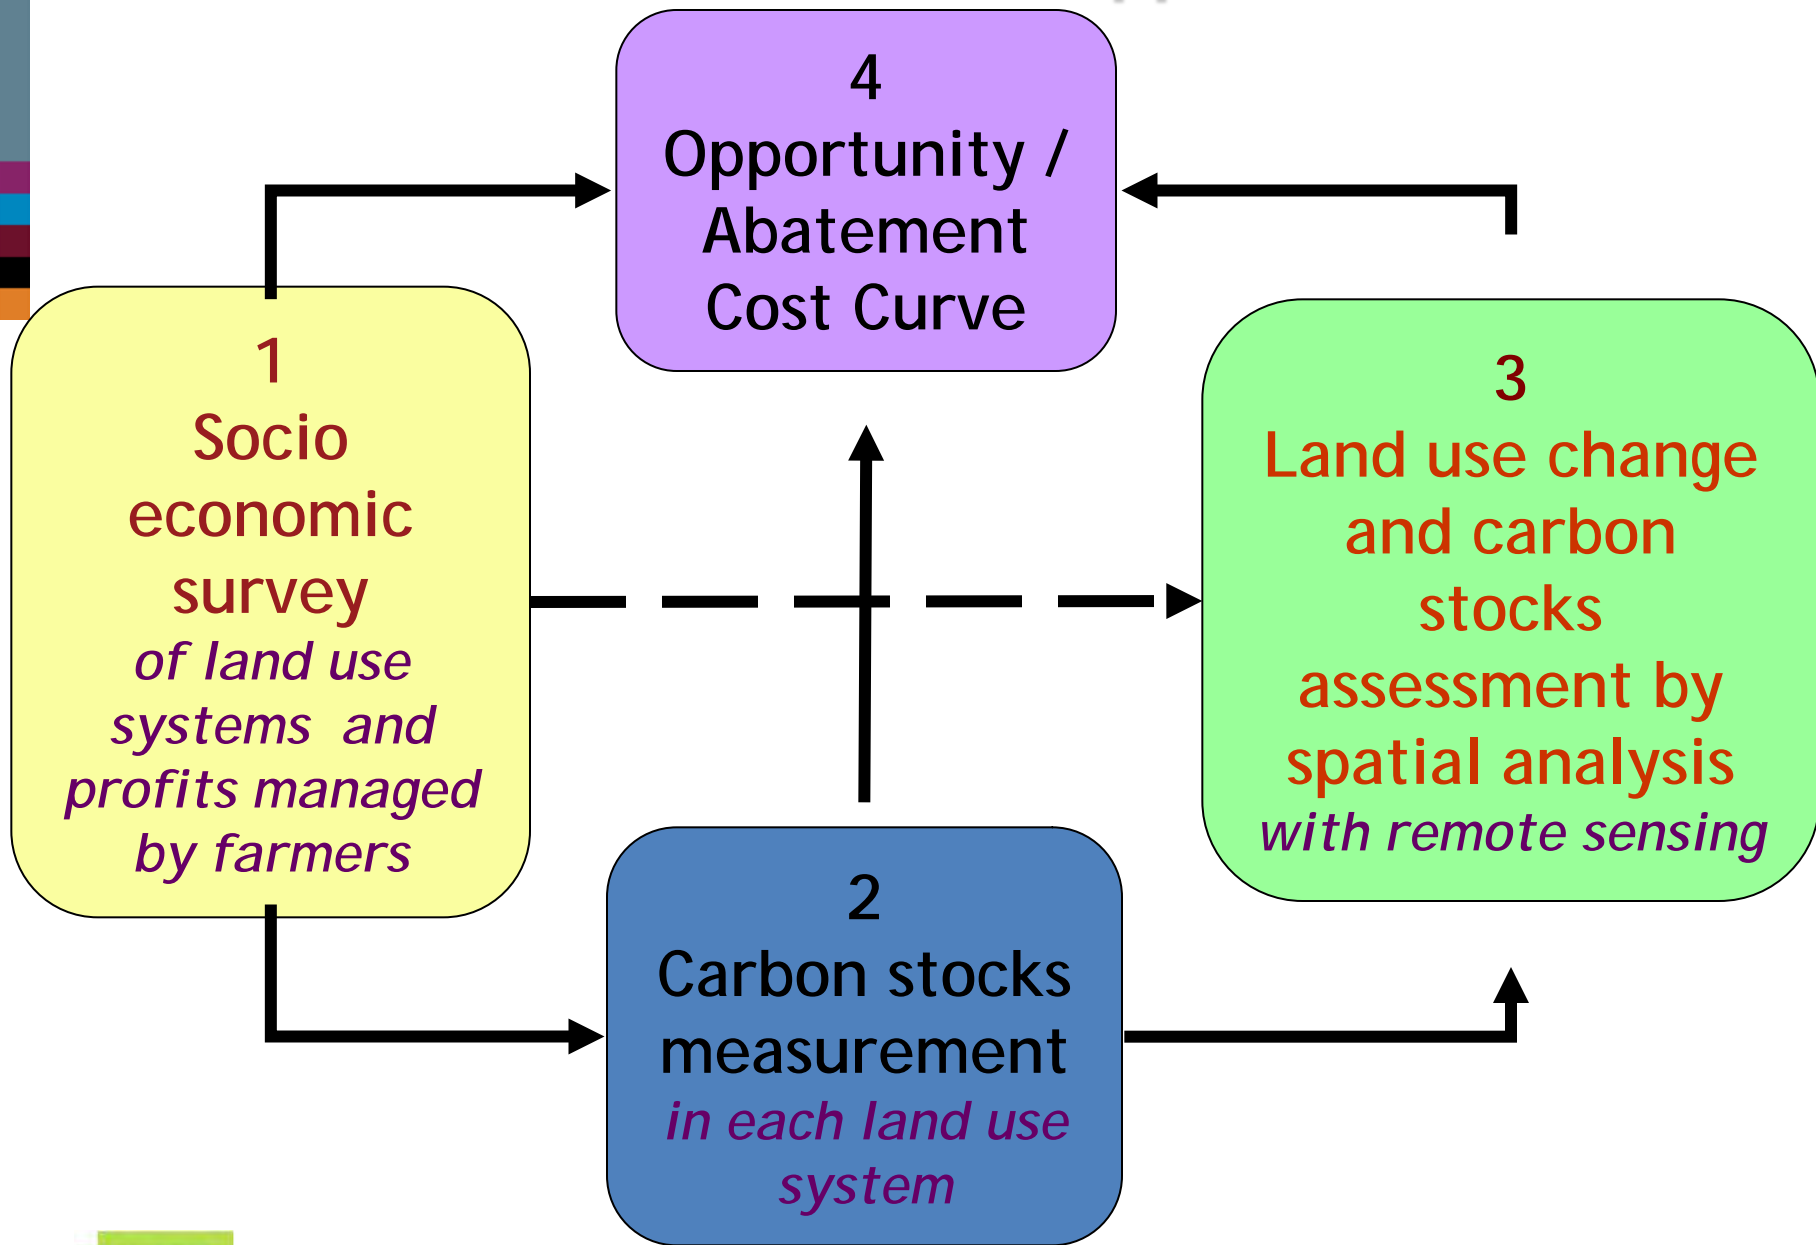 4
Opportunity /
Abatement
Cost Curve
1
Socio
economic
survey
of land use
systems and
profits managed
by farmers
3
Land use change
and carbon
stocks
assessment by
spatial analysis
with remote sensing
2
Carbon stocks
measurement
in each land use
system